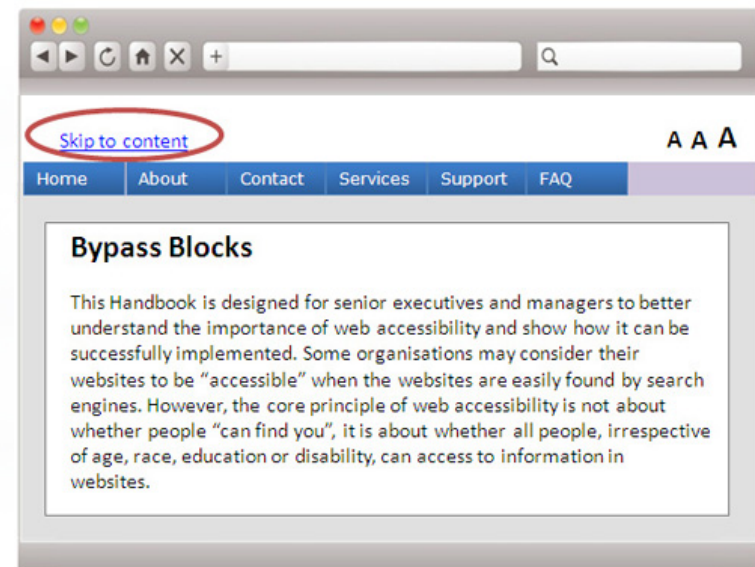 Skip to content
A A A
Home About Contact Services Support FAQ
Bypass Blocks
This Handbook is designed for senior executives and managers to better
understand the importance of web accessibility and show how it can be
successfully implemented. Some organisations may consider their
websites to be “accessible” when the websites are easily found by search
engines. However, the core principle of web accessibility is not about
whether people “can find you”, it is about whether all people, irrespective
of age, race, education or disability, can access to information in
websites.